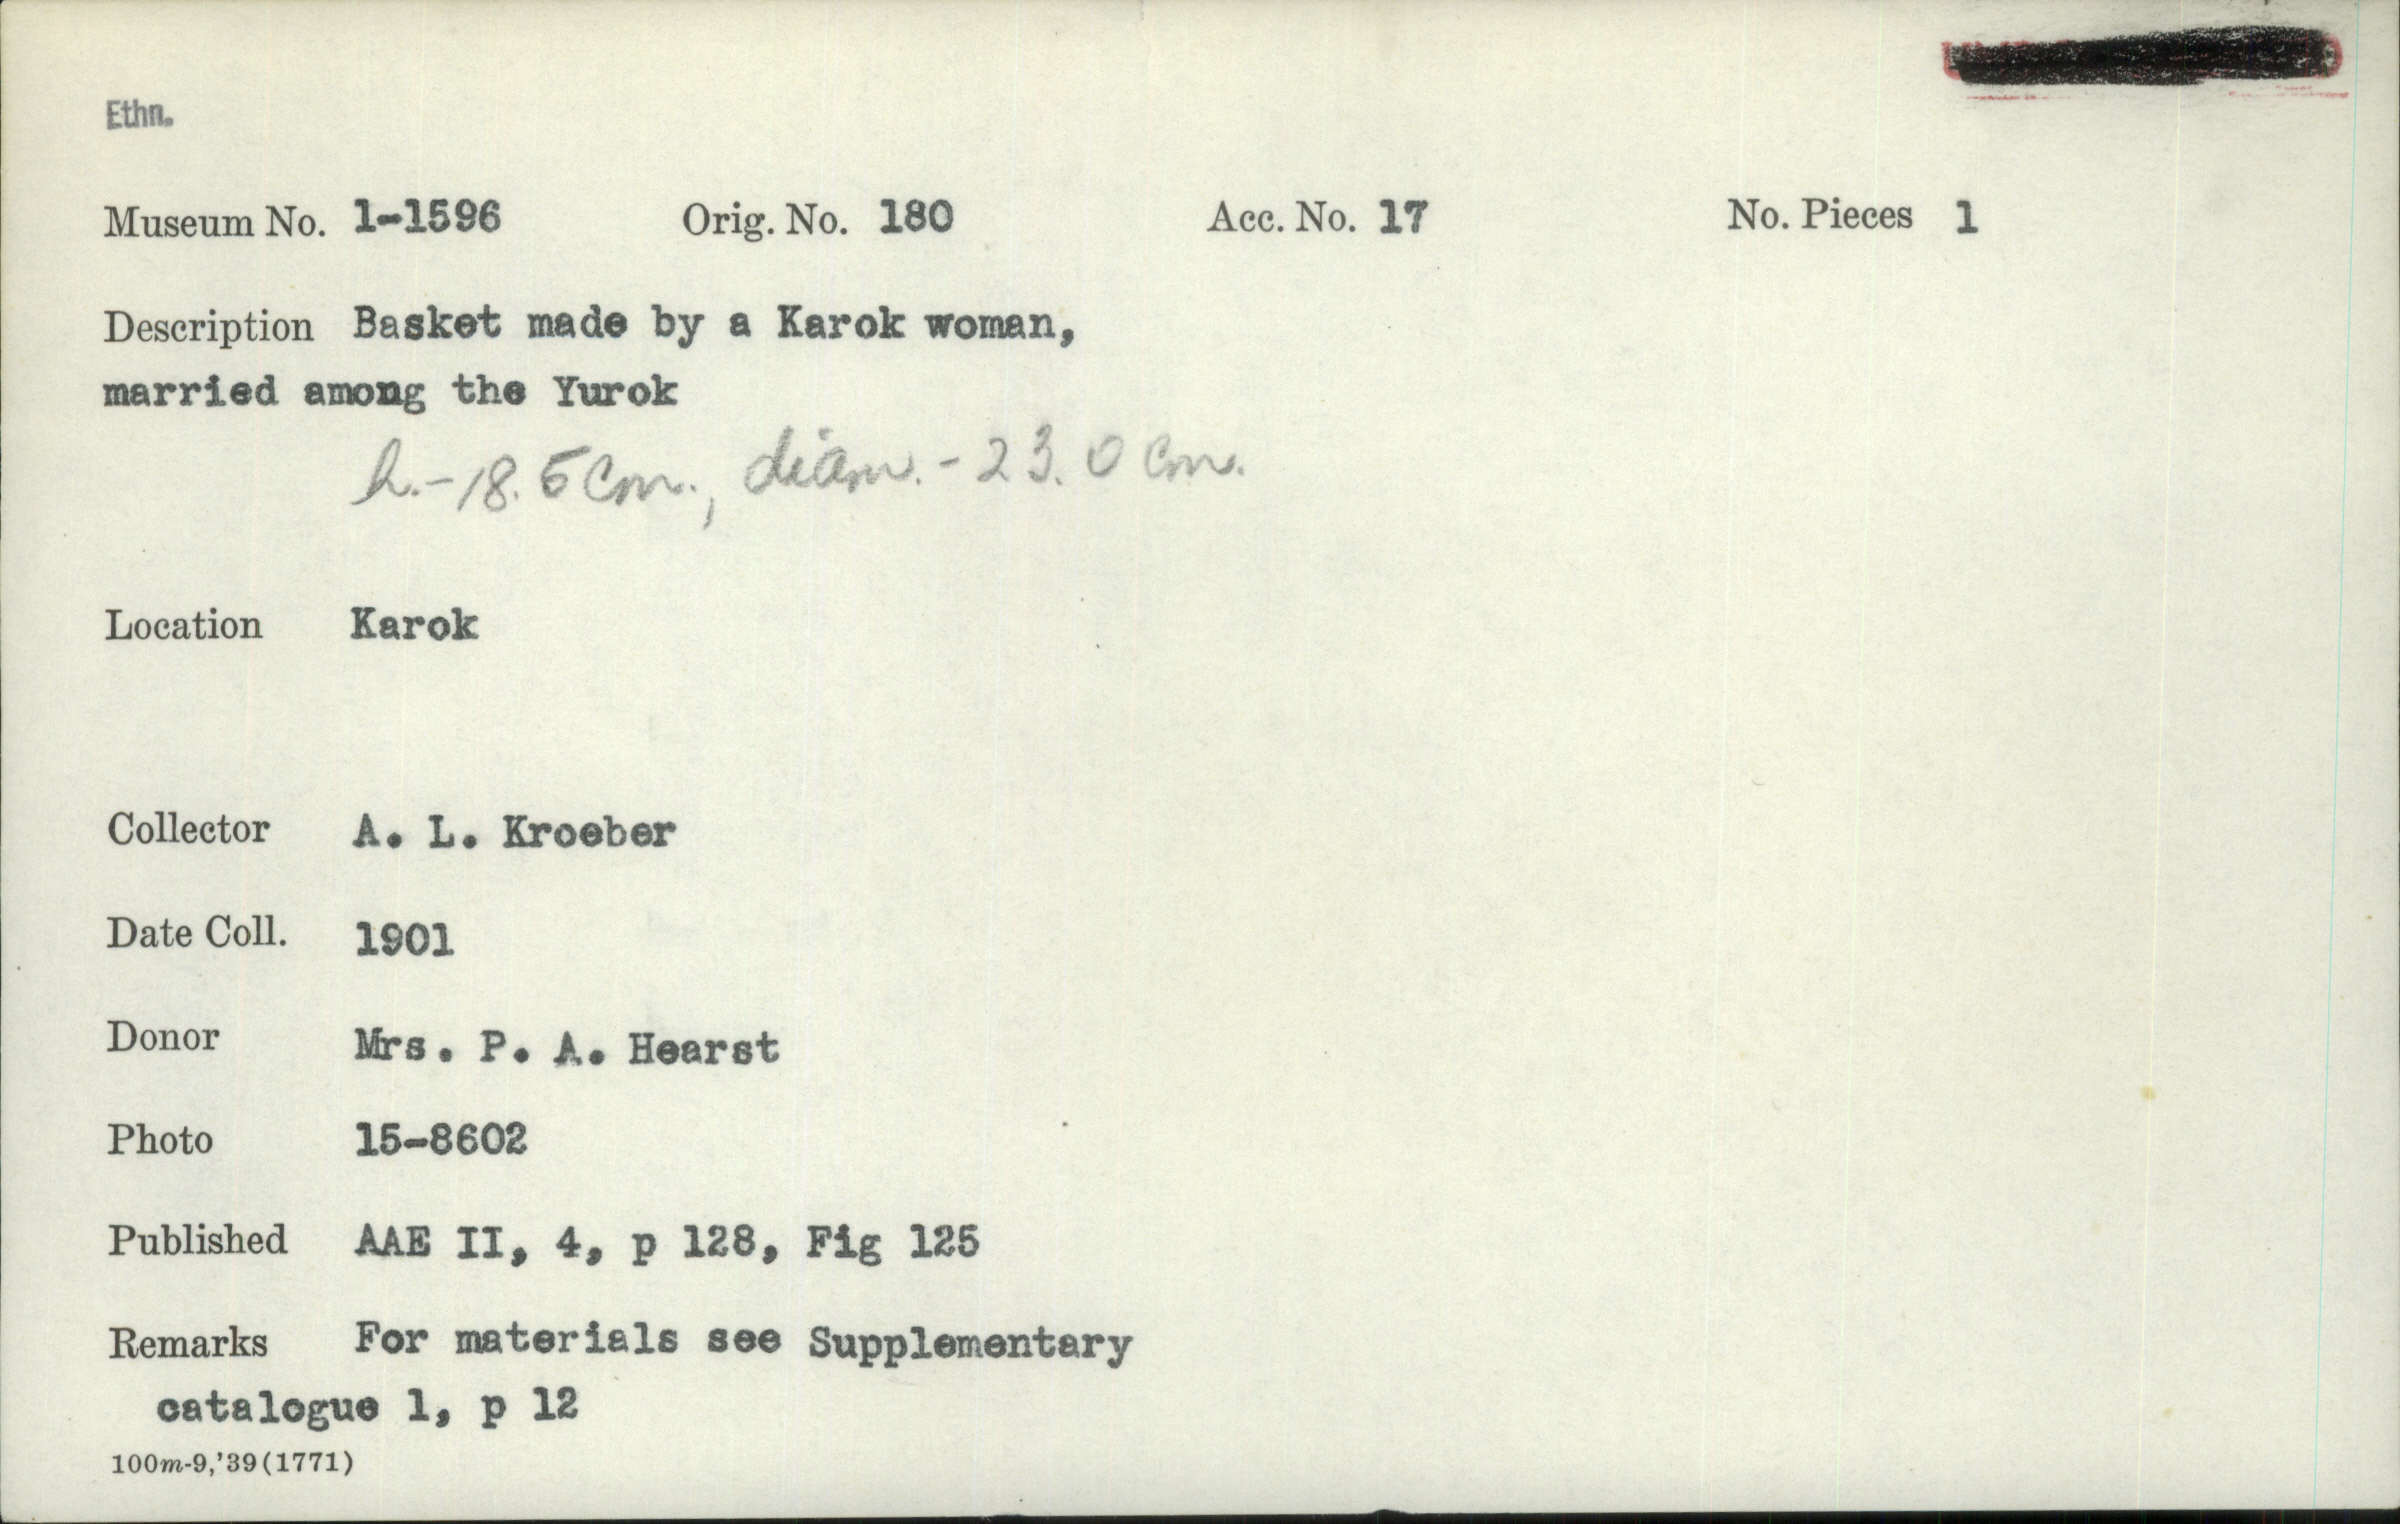 Ethn.
Museum No. 1-1596 Orig. No. 180 Acc. No. 17 No. Pieces 1
Description Basket made by a Karok woman,
married among the Yurok
h.-18.5 cm., diam.-23.0 cm.
Location Karok
Collector A. L. Kroeber
Date Coll. 1901
Donor Mrs. P. A. Hearst
Photo 15-8602
Published AAE II, 4, p 128, Fig 125
Remarks For materials see Supplementary
catalogue 1, p 12
100m-9,'39(1771)